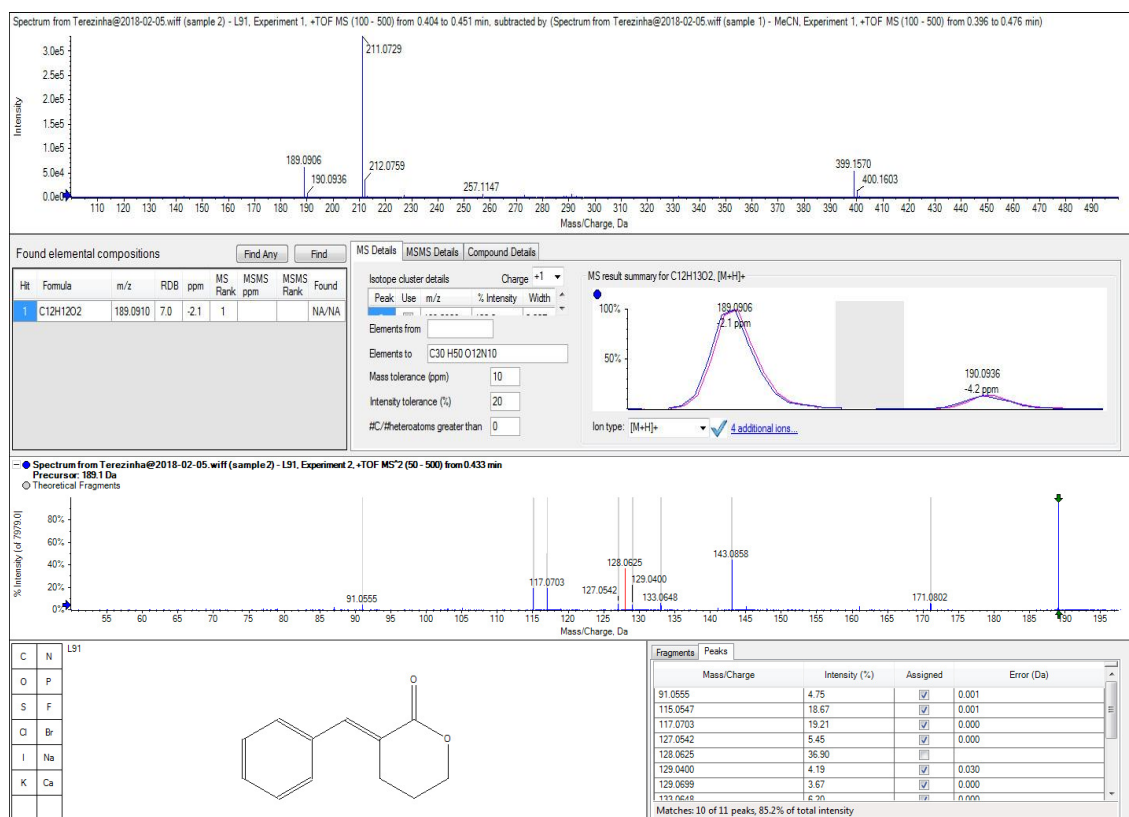 Spectrum from Terezinha@2018-02-05.wiff (sample 2) - L91, Experiment 1, +TOF MS (100 - 500) from 0.404 to 0.451 min, subtracted by (Spectrum from Terezinha@2018-02-05.wiff (sample 1) - MeCN, Experiment 1, +TOF MS (100 - 500) from 0.396 to 0.476 min)
3.0e5
2.5e5
2.0e5
1.5e5
1.0e5
5.0e4
0.0e0
Intensity
211.0729
189.0906
190.0936
212.0759
257.1147
399.1570
400.1603
110 120 130 140 150 160 170 180 190 200 210 220 230 240 250 260 270 280 290 300 310 320 330 340 350 360 370 380 390 400 410 420 430 440 450 460 470 480 490
Mass/Charge, Da
Found elemental compositions
Find Any
Find
Hit Formula m/z RDB ppm MS Rank MSMS ppm MSMS Rank Found
1 C12H12O2 189.0910 7.0 -2.1 1 NA/NA
MS Details MSMS Details Compound Details
Isotope cluster details Charge +1
Peak Use m/z % Intensity Width
Elements from
Elements to C30 H50 O12N10
Mass tolerance (ppm) 10
Intensity tolerance (%) 20
#C/#heteroatoms greater than 0
MS result summary for C12H13O2, [M+H]+
100%
50%
189.0906
-2.1 ppm
190.0936
-4.2 ppm
Ion type: [M+H]+ 4 additional ions...
Spectrum from Terezinha@2018-02-05.wiff (sample 2) - L91, Experiment 2, +TOF MS^2 (50 - 500) from 0.433 min
Precursor: 189.1 Da
Theoretical Fragments
% Intensity (of 7979.0)
80%
60%
40%
20%
0%
91.0555
117.0703
127.0542
128.0625
129.0400
133.0648
143.0858
171.0802
55 60 65 70 75 80 85 90 95 100 105 110 115 120 125 130 135 140 145 150 155 160 165 170 175 180 185 190 195
Mass/Charge, Da
C N
O P
S F
Cl Br
I Na
K Ca
L91
O
O
Fragments Peaks
Mass/Charge Intensity (%) Assigned Error (Da)
91.0555 4.75 0.001
115.0547 18.67 0.001
117.0703 19.21 0.000
127.0542 5.45 0.000
128.0625 36.90
129.0400 4.19 0.030
129.0699 3.67 0.000
133.0648 6.20 0.000
Matches: 10 of 11 peaks, 85.2% of total intensity